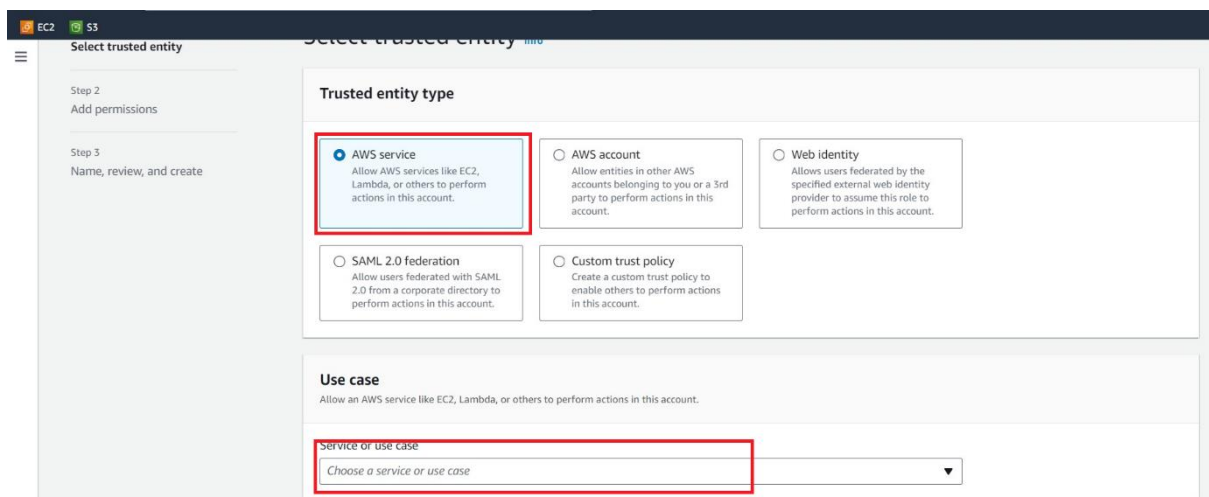 EC2 S3
Select trusted entity
Step 2
Add permissions
Step 3
Name, review, and create
Select trusted entity Info
Trusted entity type
AWS service
Allow AWS services like EC2,
Lambda, or others to perform
actions in this account.
AWS account
Allow entities in other AWS
accounts belonging to you or a 3rd
party to perform actions in this
account.
Web identity
Allows users federated by the
specified external web identity
provider to assume this role to
perform actions in this account.
SAML 2.0 federation
Allow users federated with SAML
2.0 from a corporate directory to
perform actions in this account.
Custom trust policy
Create a custom trust policy to
enable others to perform actions
in this account.
Use case
Allow an AWS service like EC2, Lambda, or others to perform actions in this account.
Service or use case
Choose a service or use case